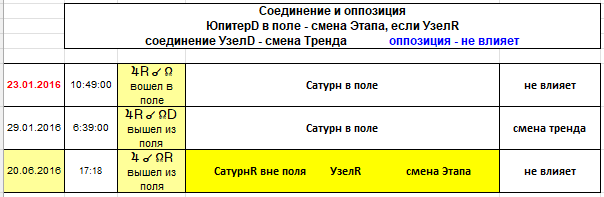 Соединение и оппозиция
ЮпитерD в поле - смена Этапа, если УзелR
соединение УзелD - смена Тренда оппозиция - не влияет
23.01.2016 10:49:00 ♃R ☌ ☊ вошел в поле Сатурн в поле не влияет
29.01.2016 6:39:00 ♃R ☌ ☊D вышел из поля Сатурн в поле смена тренда
20.06.2016 17:18 ♃ ☌ ☊R вышел из поля СатурнR вне поля УзелR смена Этапа не влияет